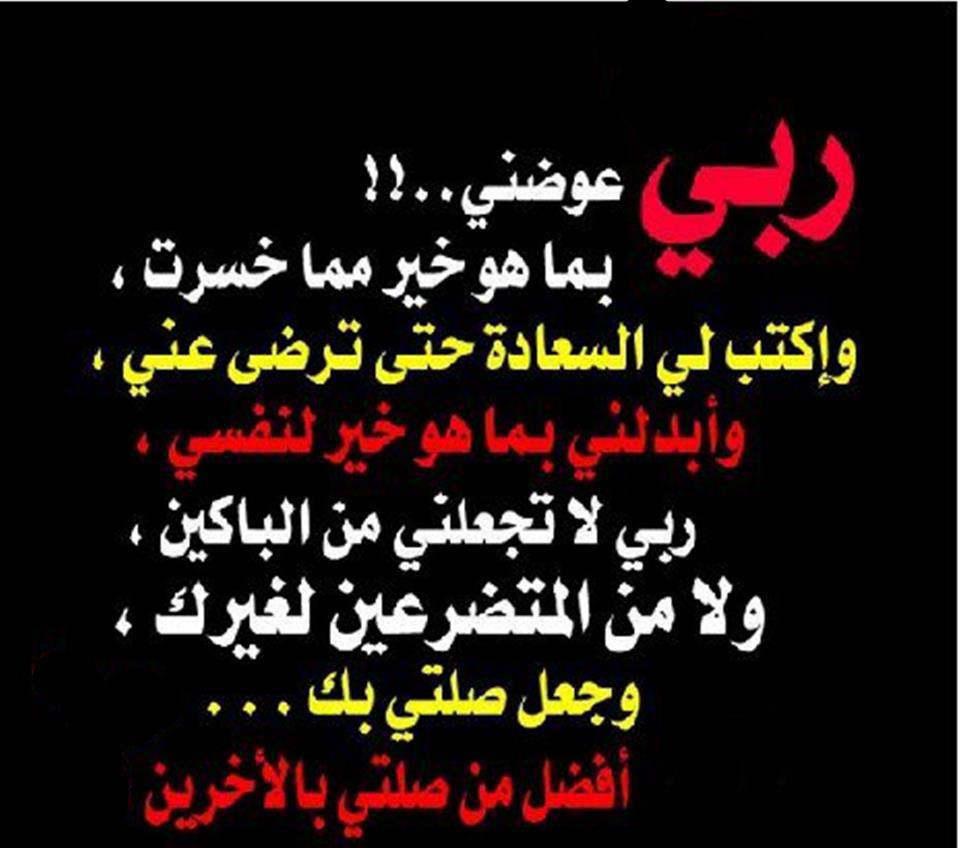 ربي عوضني..!!
بما هو خير مما خسرت ،
وإكتب لي السعادة حتى ترضى عني ،
وأبدلني بما هو خير لنفسي ،
ربي لا تجعلني من الباكين ،
ولا من المتضرعين لغيرك ،
وجعل صلتي بك . . .
أفضل من صلتي بالأخرين